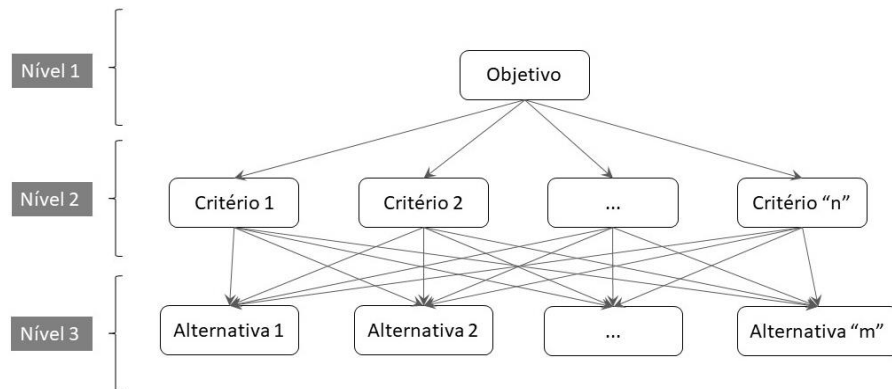 Nível 1
Objetivo
Nível 2
Critério 1
Critério 2
...
Critério “n”
Nível 3
Alternativa 1
Alternativa 2
...
Alternativa “m”